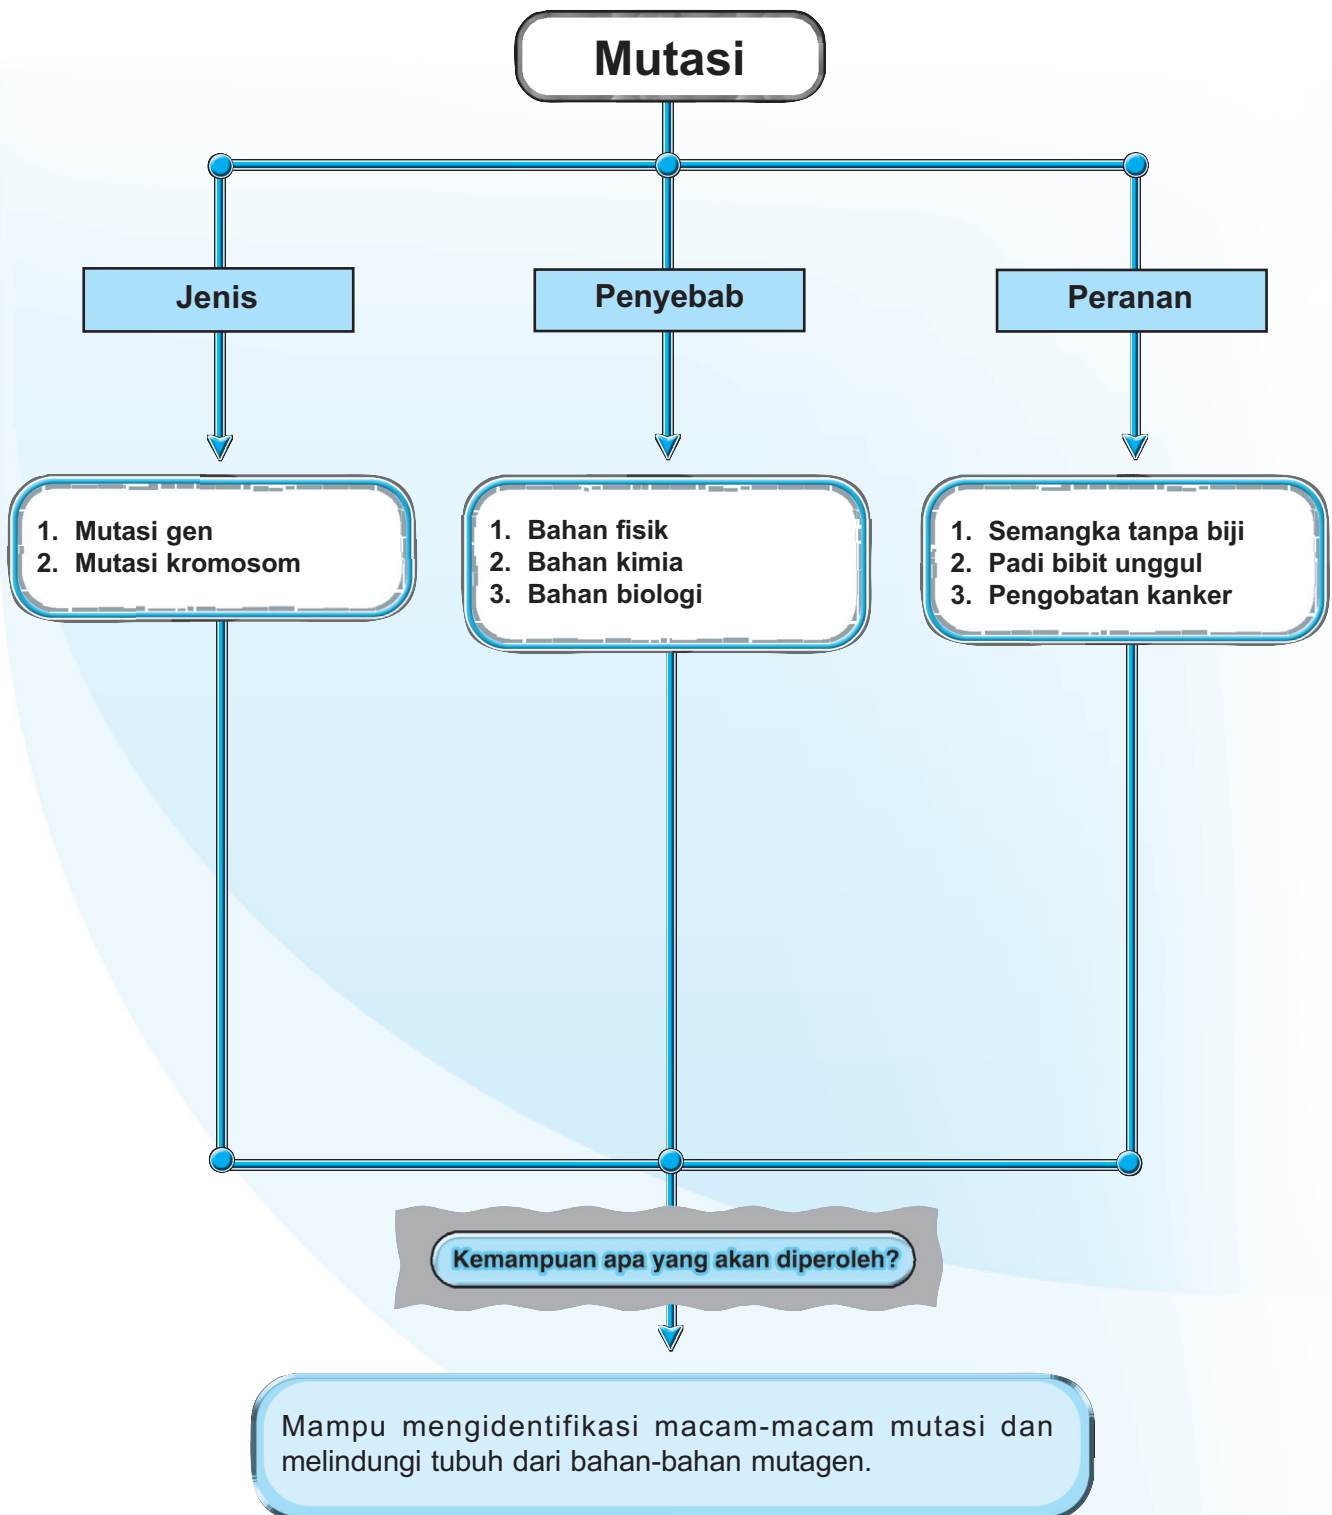 Mutasi
Jenis
Penyebab
Peranan
1. Mutasi gen
2. Mutasi kromosom
1. Bahan fisik
2. Bahan kimia
3. Bahan biologi
1. Semangka tanpa biji
2. Padi bibit unggul
3. Pengobatan kanker
Kemampuan apa yang akan diperoleh?
Mampu mengidentifikasi macam-macam mutasi dan
melindungi tubuh dari bahan-bahan mutagen.